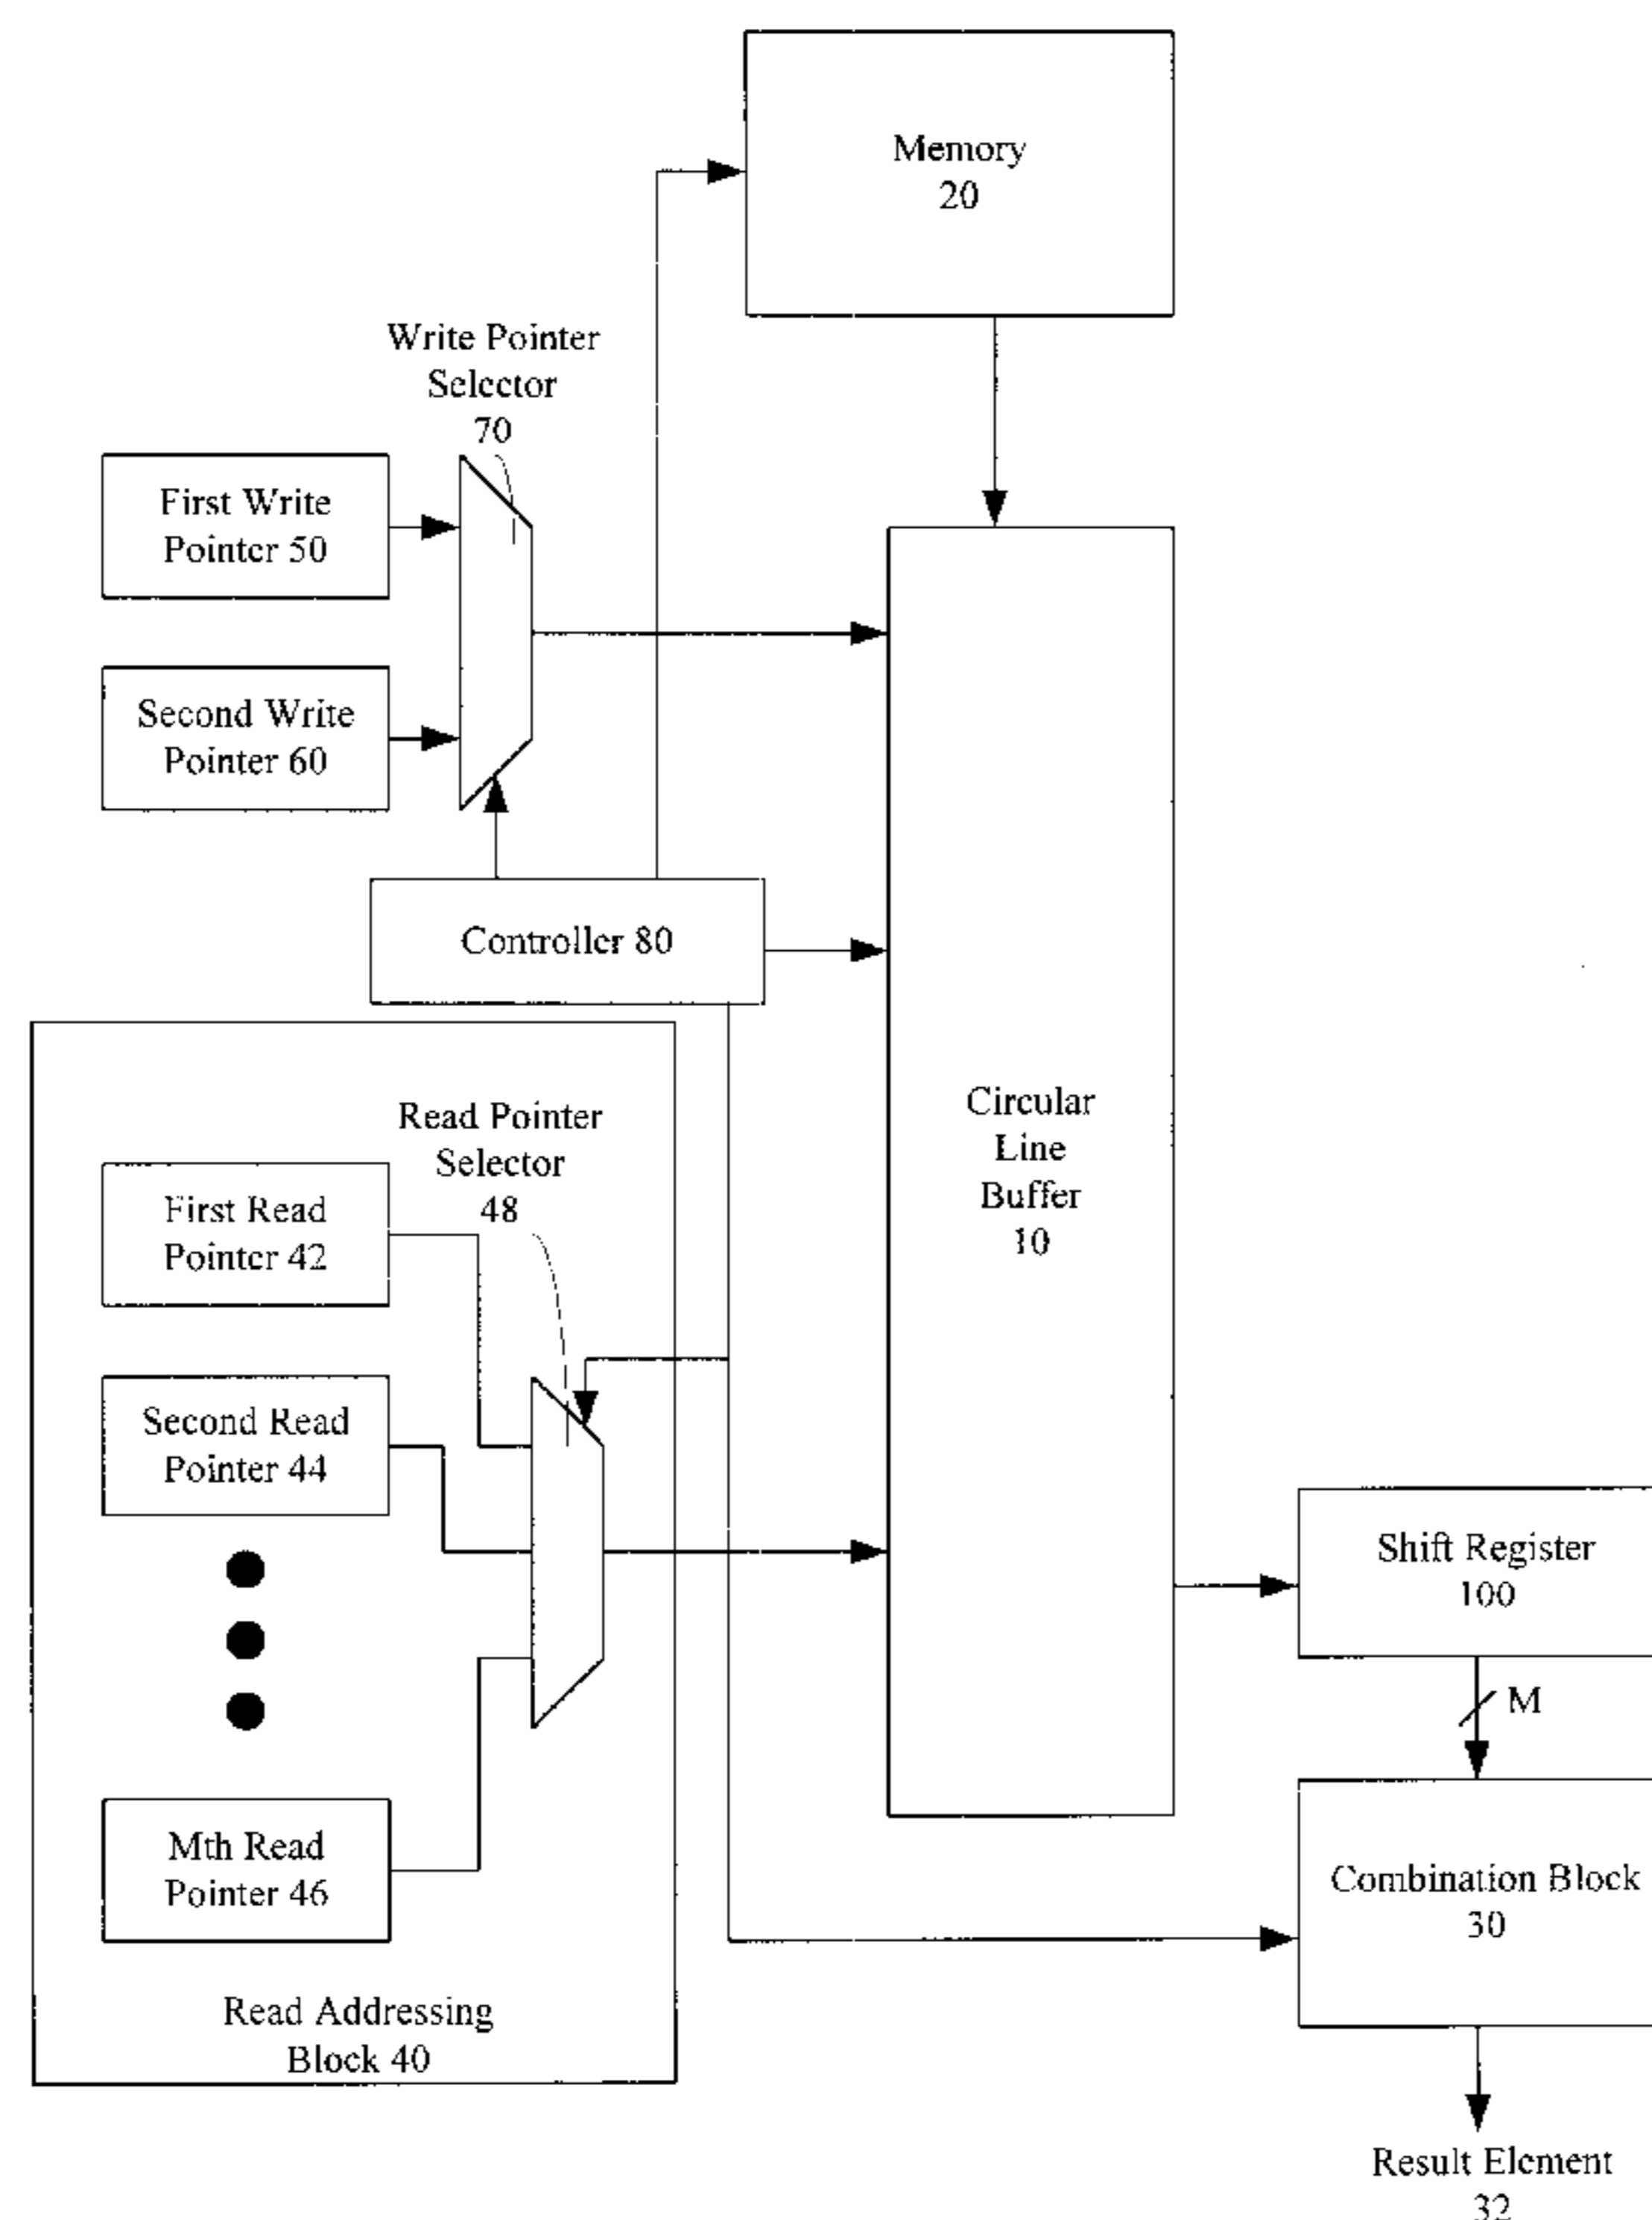 Memory
20
Write Pointer
Selector
70
First Write
Pointer 50
Second Write
Pointer 60
Controller 80
Circular
Line
Buffer
10
Read Pointer
Selector
48
First Read
Pointer 42
Second Read
Pointer 44
Mth Read
Pointer 46
Read Addressing
Block 40
Shift Register
100
M
Combination Block
30
Result Element
32